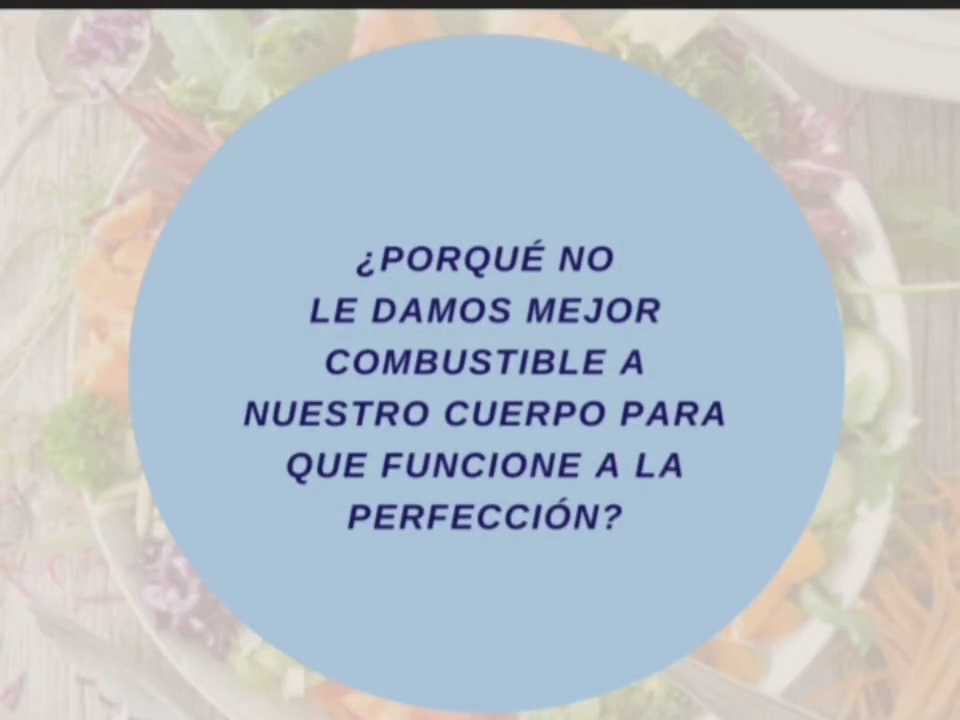 ¿PORQUÉ NO
LE DAMOS MEJOR
COMBUSTIBLE A
NUESTRO CUERPO PARA
QUE FUNCIONE A LA
PERFECCIÓN?